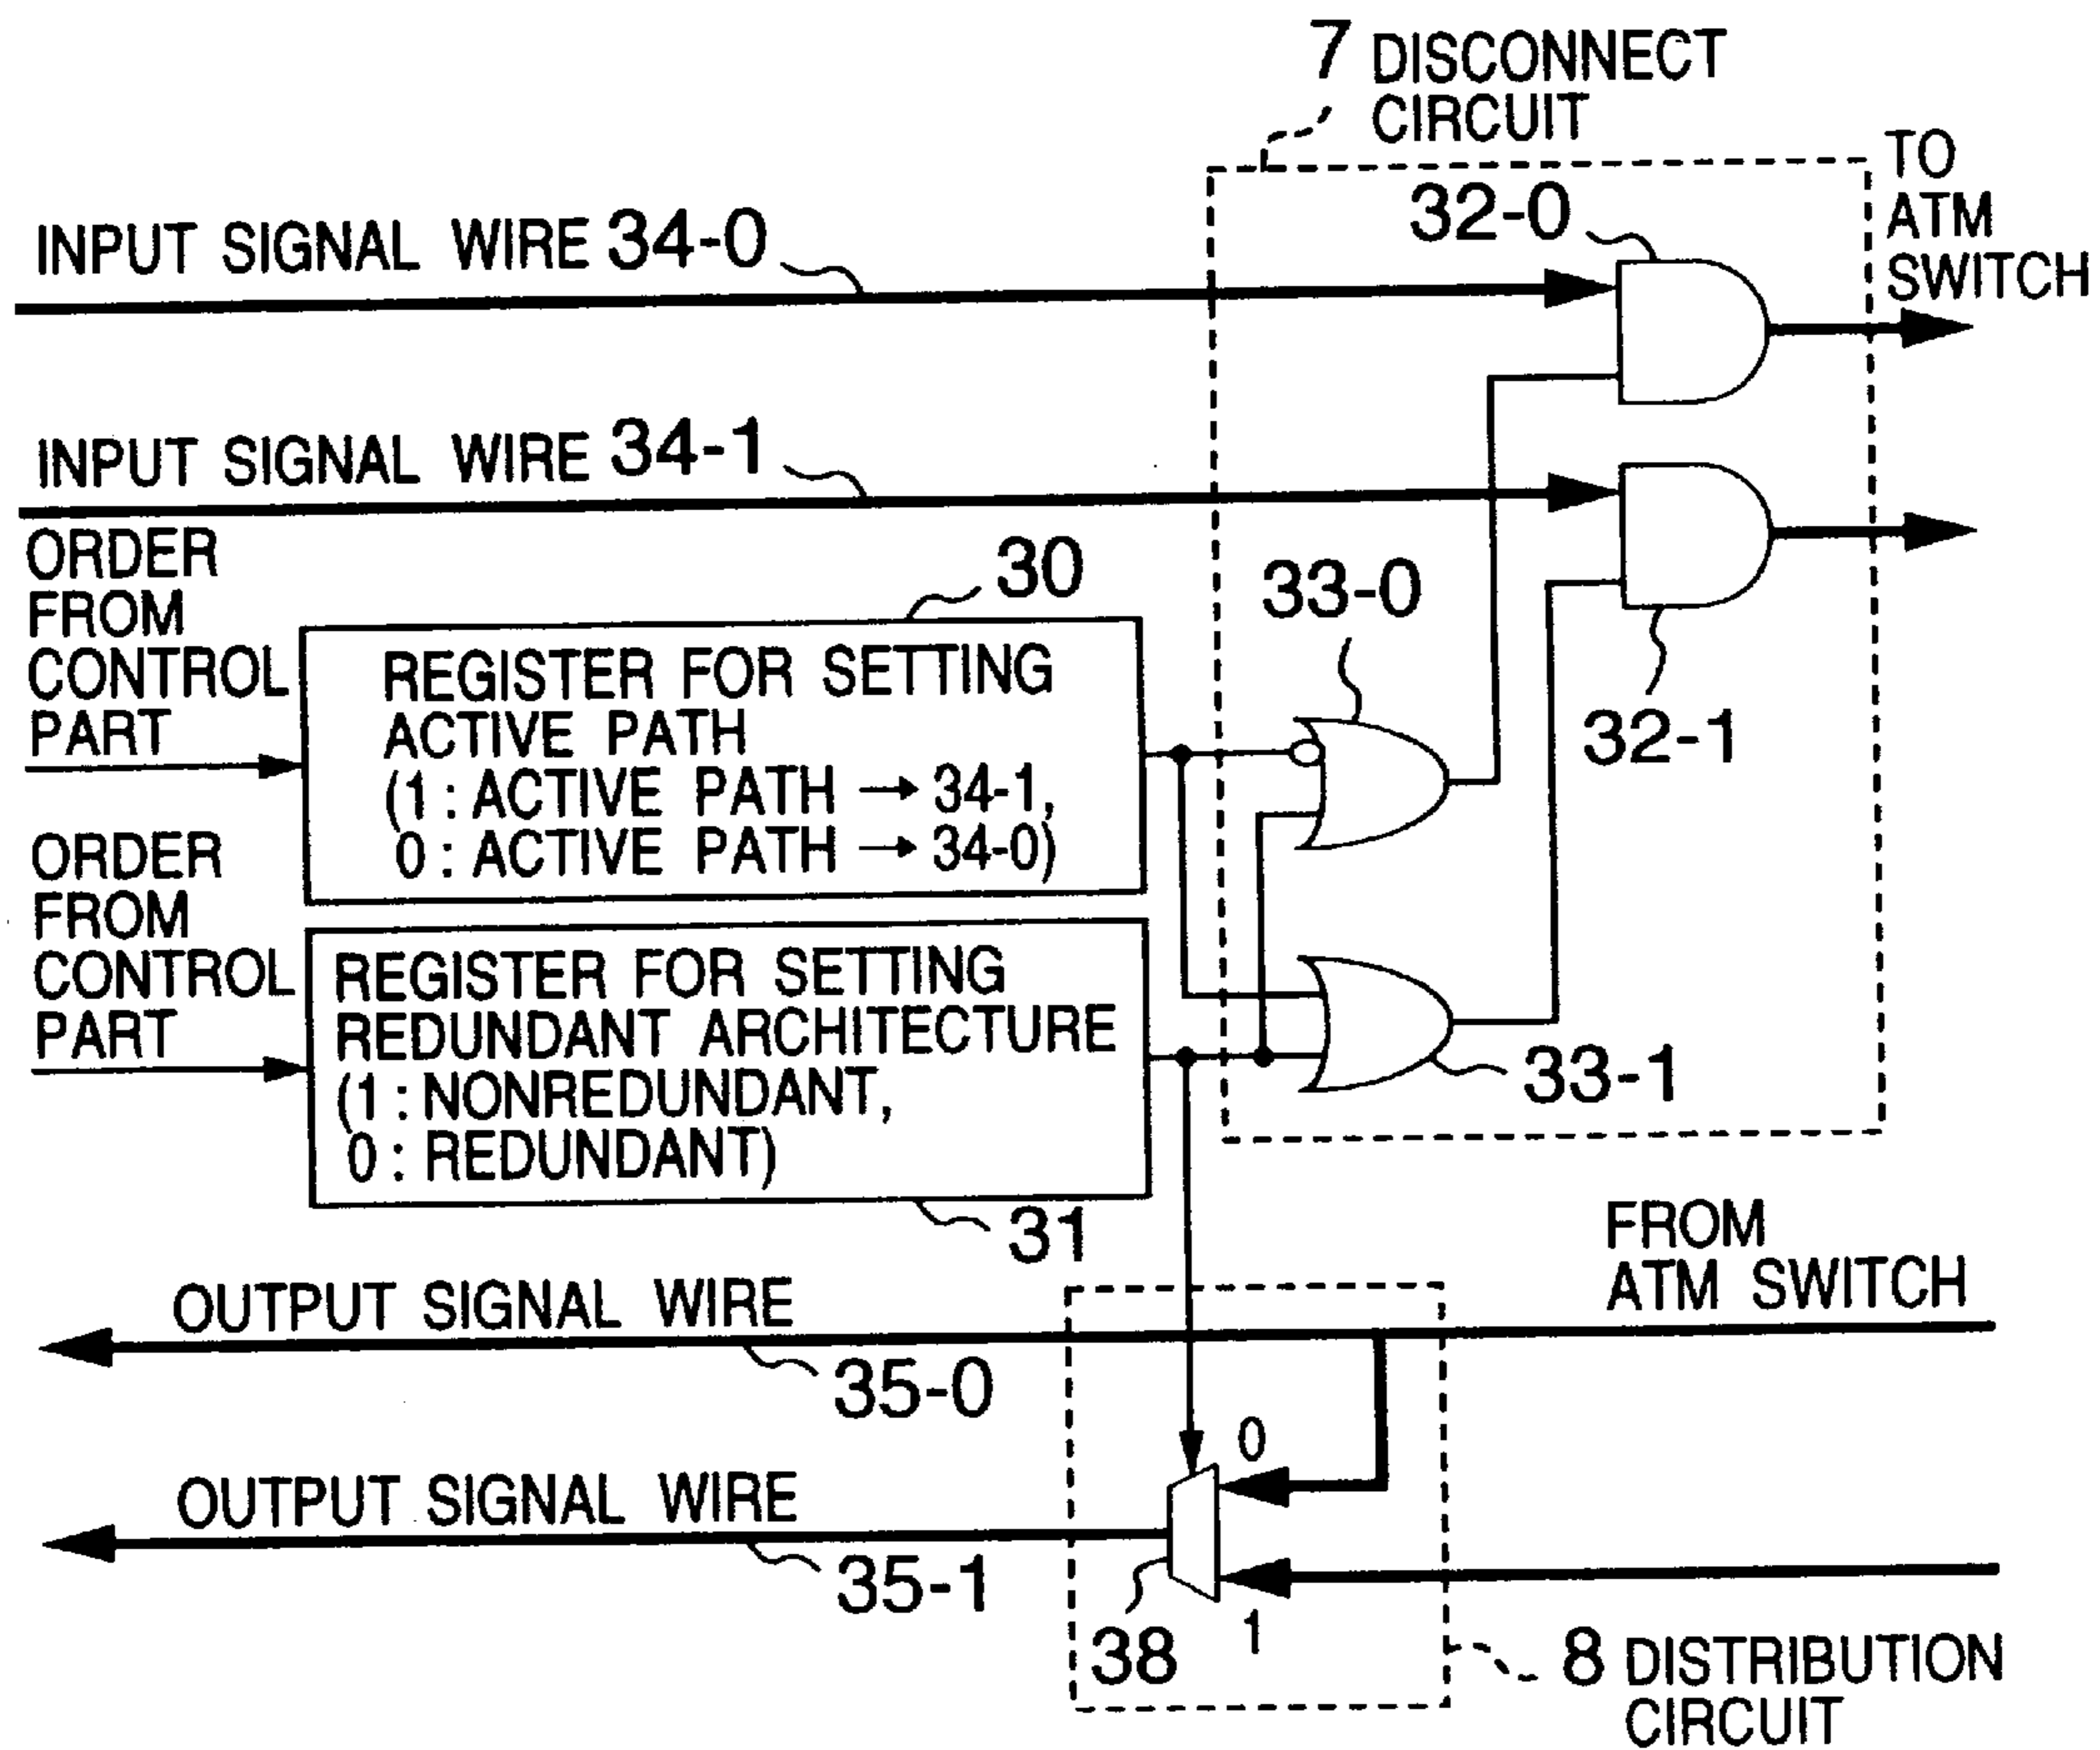 7 DISCONNECT
CIRCUIT
TO
ATM
SWITCH
32-0
INPUT SIGNAL WIRE 34-0
INPUT SIGNAL WIRE 34-1
ORDER
FROM
CONTROL
PART
30
33-0
REGISTER FOR SETTING
ACTIVE PATH
(1 : ACTIVE PATH → 34-1,
0 : ACTIVE PATH → 34-0)
32-1
ORDER
FROM
CONTROL
PART
REGISTER FOR SETTING
REDUNDANT ARCHITECTURE
(1 : NONREDUNDANT,
0 : REDUNDANT)
33-1
31
FROM
ATM SWITCH
OUTPUT SIGNAL WIRE
35-0
0
OUTPUT SIGNAL WIRE
35-1
38
1
8 DISTRIBUTION
CIRCUIT